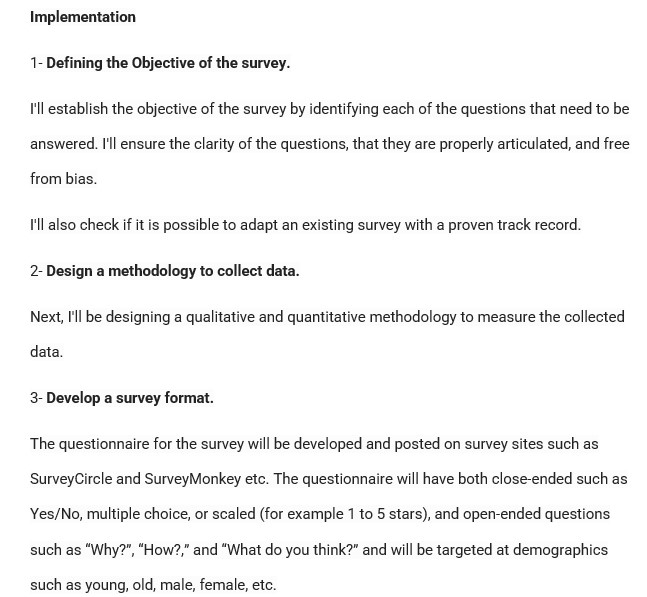 Implementation
1- Defining the Objective of the survey.
I'll establish the objective of the survey by identifying each of the questions that need to be
answered. I'll ensure the clarity of the questions, that they are properly articulated, and free
from bias.
I'll also check if it is possible to adapt an existing survey with a proven track record.
2- Design a methodology to collect data.
Next, I'll be designing a qualitative and quantitative methodology to measure the collected
data.
3- Develop a survey format.
The questionnaire for the survey will be developed and posted on survey sites such as
SurveyCircle and SurveyMonkey etc. The questionnaire will have both close-ended such as
Yes/No, multiple choice, or scaled (for example 1 to 5 stars), and open-ended questions
such as “Why?”, “How?,” and “What do you think?” and will be targeted at demographics
such as young, old, male, female, etc.